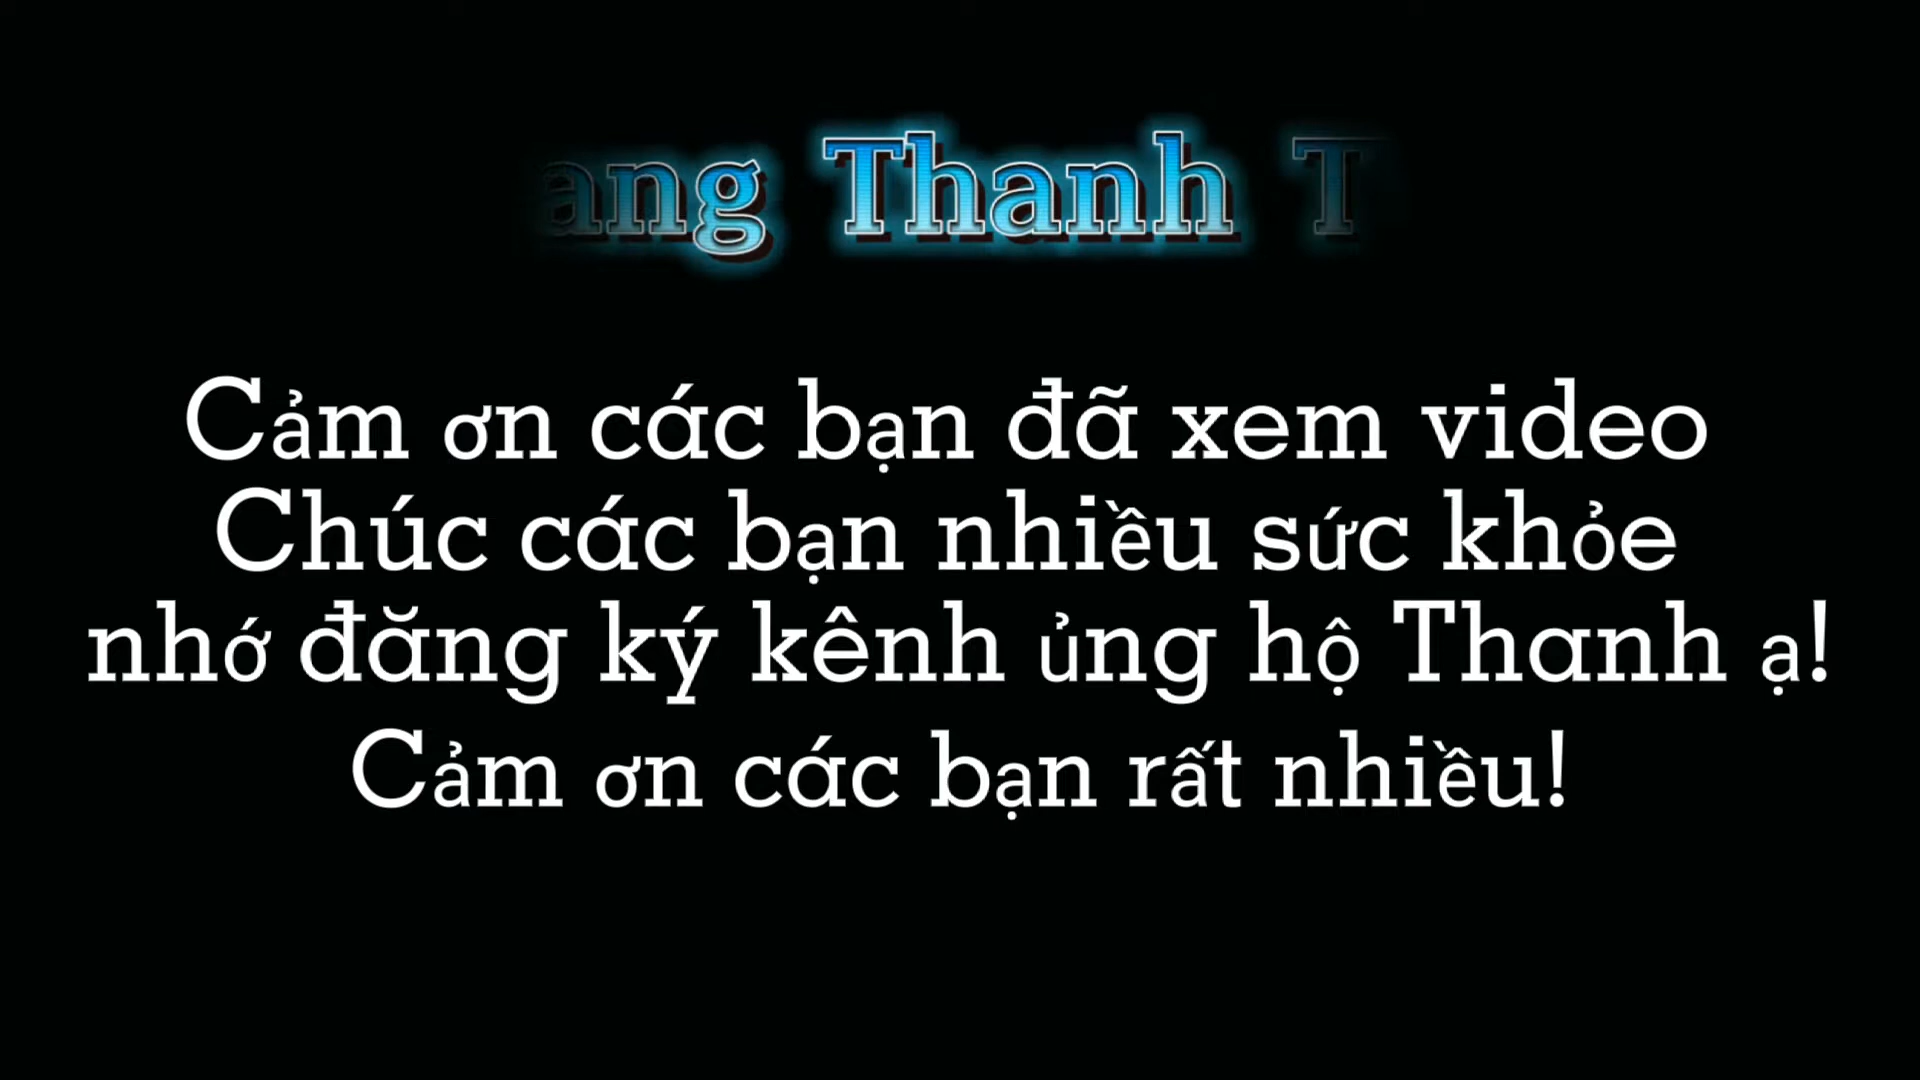 ang Thanh T
Cảm ơn các bạn đã xem video
Chúc các bạn nhiều sức khỏe
nhớ đăng ký kênh ủng hộ Thanh ạ!
Cảm ơn các bạn rất nhiều!